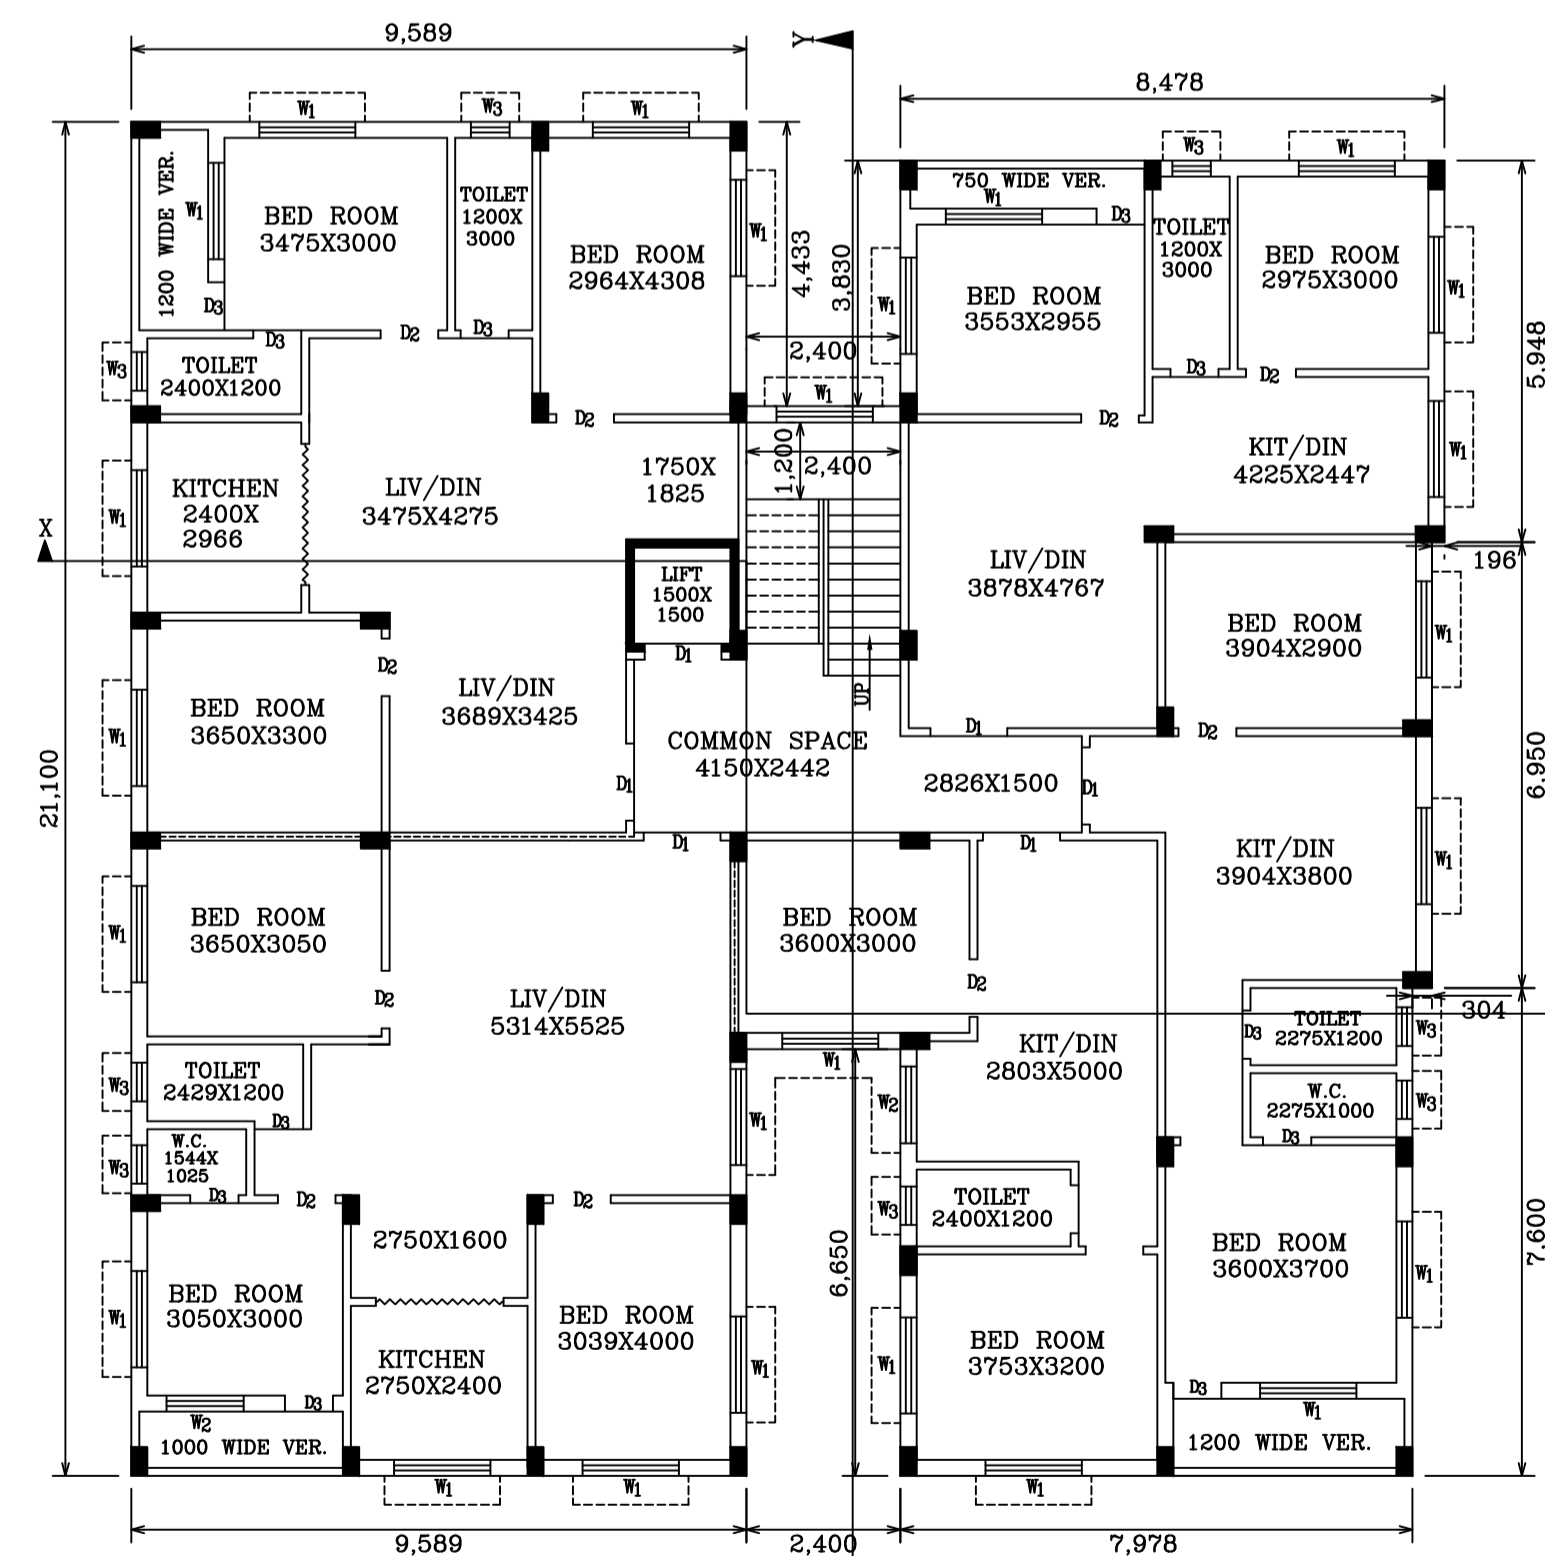 9,589
Y
8,478
W1
W3
W1
W3
W1
1200 WIDE VER.
W1
BED ROOM
3475X3000
TOILET
1200X
3000
BED ROOM
2964X4308
W1
4,433
3,830
750 WIDE VER.
W1
D3
TOILET
1200X
3000
BED ROOM
2975X3000
W1
D3
W1
BED ROOM
3553X2955
5.948
D3
D2
D3
2,400
W3
TOILET
2400X1200
D3
D2
W1
D2
D2
1,200
2,400
KIT/DIN
4225X2447
W1
KITCHEN
2400X
2966
W1
LIV/DIN
3475X4275
1750X
1825
X
LIFT
1500X
1500
LIV/DIN
3878X4767
196
D1
BED ROOM
3904X2900
W1
D2
UP
BED ROOM
3650X3300
W1
LIV/DIN
3689X3425
COMMON SPACE
4150X2442
D1
D2
6.950
21,100
D1
2826X1500
D1
D1
D1
KIT/DIN
3904X3800
W1
BED ROOM
3650X3050
W1
BED ROOM
3600X3000
D2
D2
LIV/DIN
5314X5525
304
KIT/DIN
2803X5000
D3
TOILET
2275X1200
W3
W1
TOILET
2429X1200
W3
D3
W1
W2
W.C.
2275X1000
W3
D3
W.C.
1544X
1025
W3
D3
D2
D2
TOILET
2400X1200
W3
2750X1600
6,650
BED ROOM
3600X3700
W1
7.600
BED ROOM
3050X3000
W1
BED ROOM
3039X4000
W1
KITCHEN
2750X2400
BED ROOM
3753X3200
W1
D3
D3
W2
W1
1000 WIDE VER.
1200 WIDE VER.
W1
W1
W1
9,589
2,400
7,978